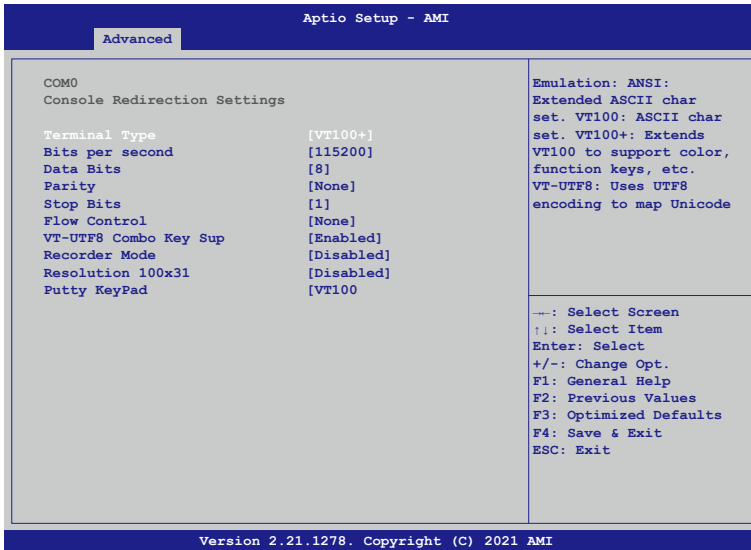 Aptio Setup - AMI
Advanced
COM0
Console Redirection Settings
Terminal Type [VT100+]
Bits per second [115200]
Data Bits [8]
Parity [None]
Stop Bits [1]
Flow Control [None]
VT-UTF8 Combo Key Sup [Enabled]
Recorder Mode [Disabled]
Resolution 100x31 [Disabled]
Putty KeyPad [VT100
Emulation: ANSI:
Extended ASCII char
set. VT100: ASCII char
set. VT100+: Extends
VT100 to support color,
function keys, etc.
VT-UTF8: Uses UTF8
encoding to map Unicode
→←: Select Screen
↑↓: Select Item
Enter: Select
+/-: Change Opt.
F1: General Help
F2: Previous Values
F3: Optimized Defaults
F4: Save & Exit
ESC: Exit
Version 2.21.1278. Copyright (C) 2021 AMI